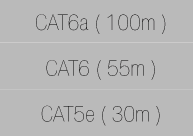 CAT6a ( 100m )
CAT6 ( 55m )
CAT5e ( 30m )